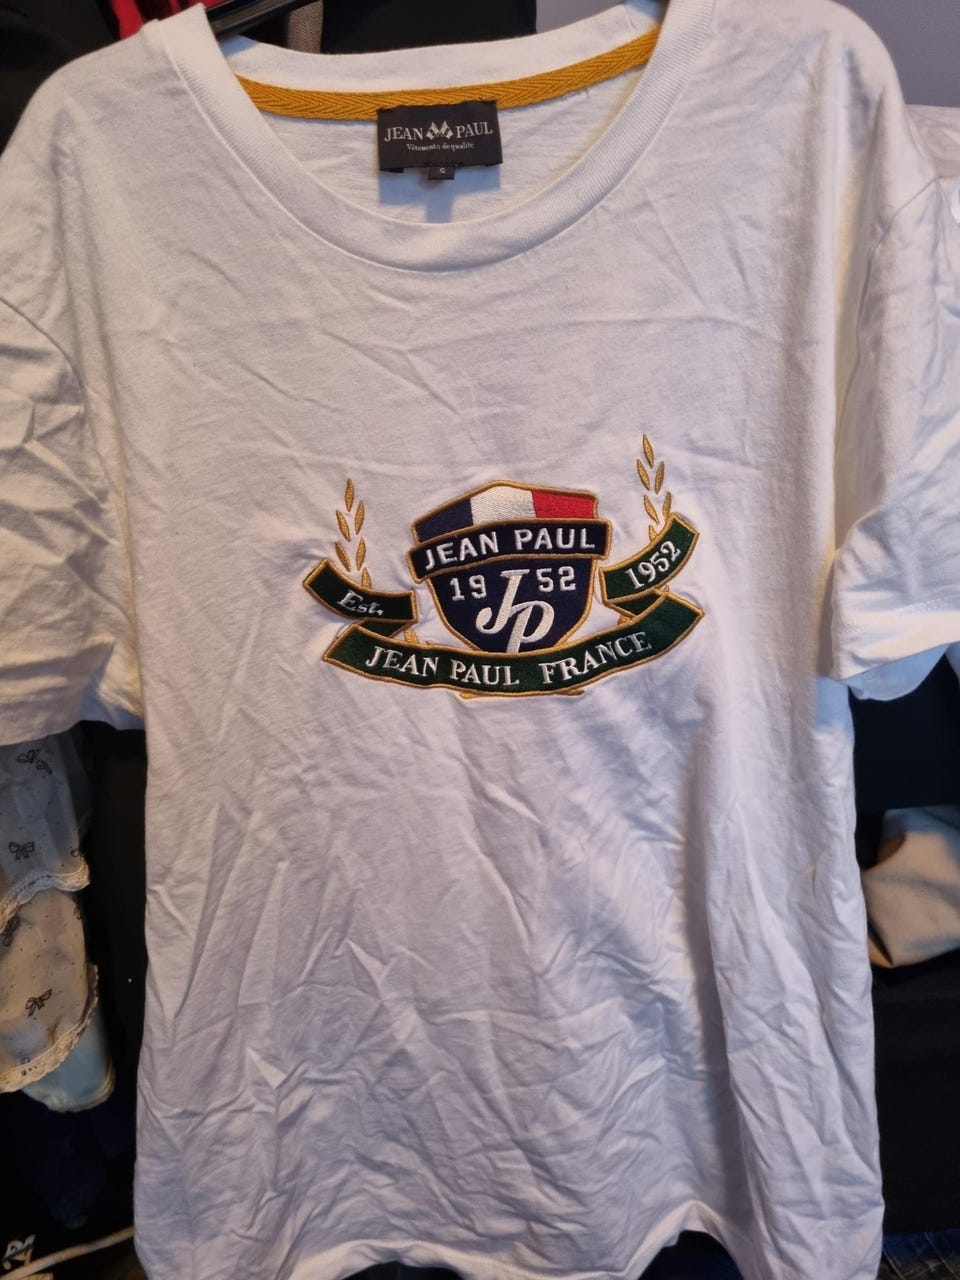 JEAN PAUL
Vêtements de qualité
S
JEAN PAUL
19 JP 52
Est.
1952
JEAN PAUL FRANCE